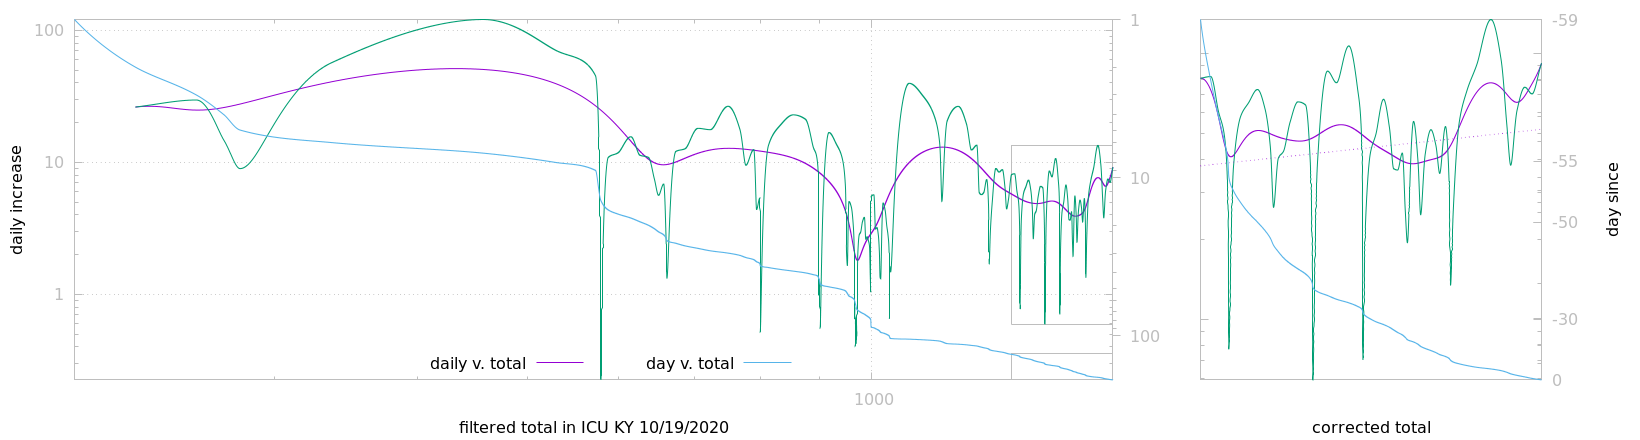 100
10
1
daily increase
daily v. total
day v. total
1
10
100
1000
filtered total in ICU KY 10/19/2020
-59
-55
-50
-30
0
day since
corrected total